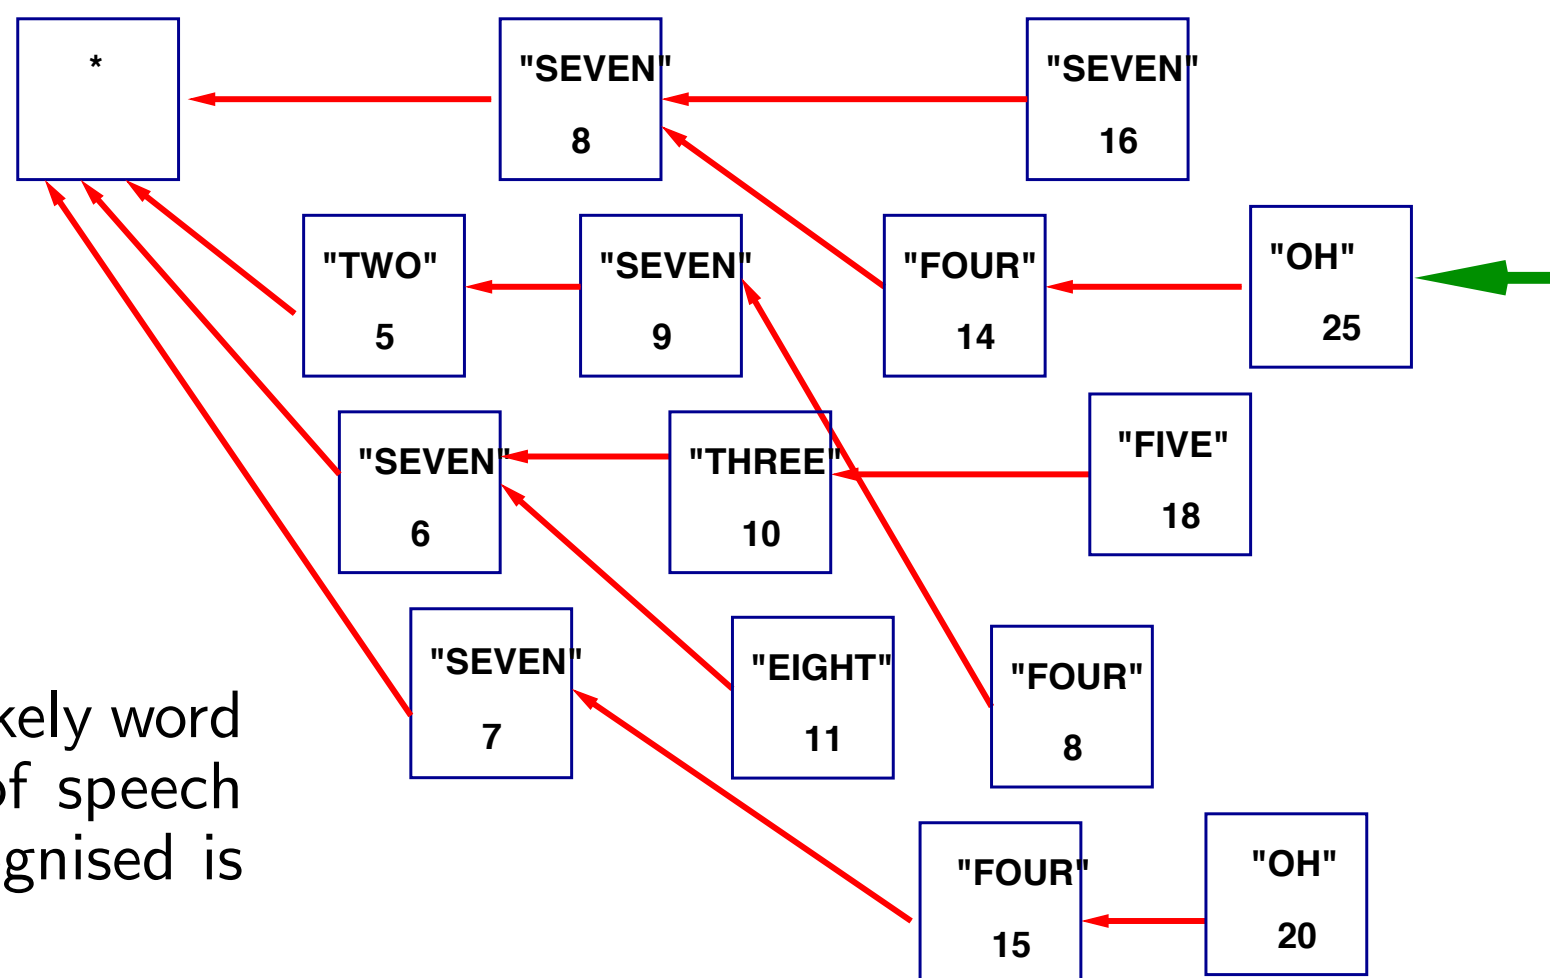 *
"SEVEN"
8
"SEVEN"
16
"TWO"
5
"SEVEN"
9
"FOUR"
14
"OH"
25
"SEVEN"
6
"THREE"
10
"FIVE"
18
"SEVEN"
7
"EIGHT"
11
"FOUR"
8
"FOUR"
15
"OH"
20
kely word
of speech
gnised is